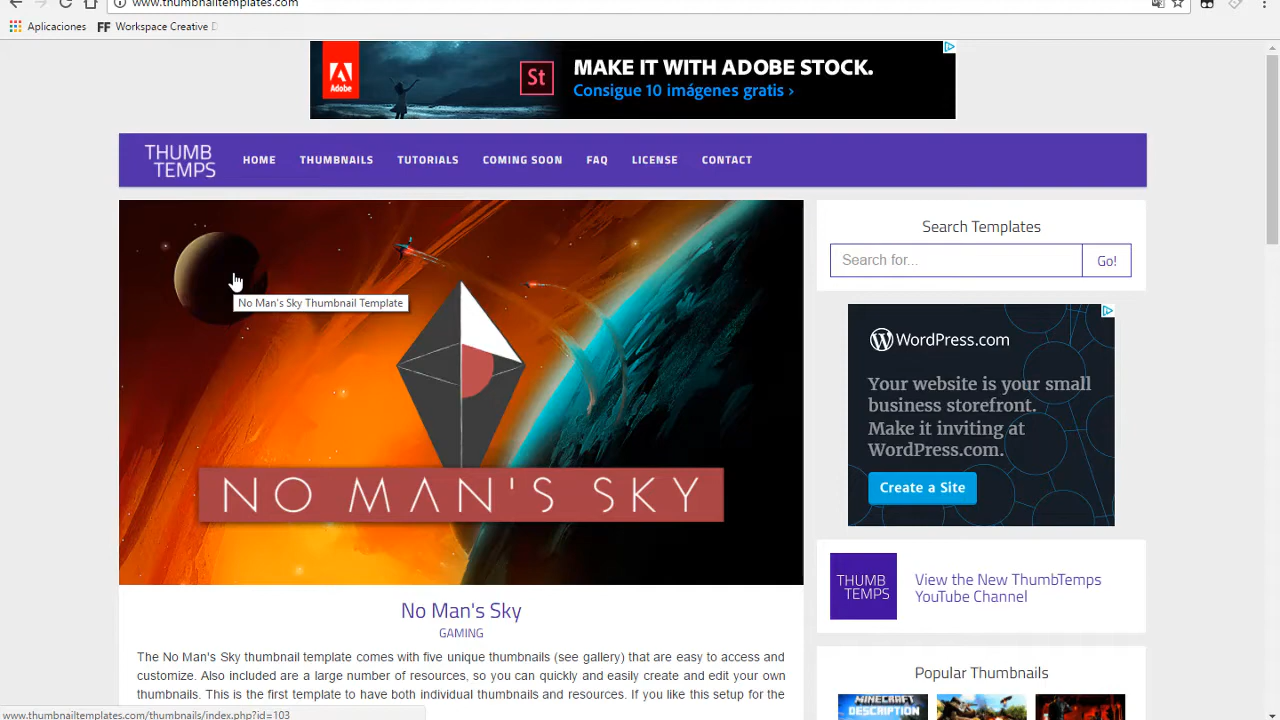 www.thumbnailtemplates.com
Aplicaciones
FF Workspace Creative D
Adobe
St
MAKE IT WITH ADOBE STOCK.
Consigue 10 imágenes gratis ›
THUMB
TEMPS
HOME
THUMBNAILS
TUTORIALS
COMING SOON
FAQ
LICENSE
CONTACT
No Man's Sky Thumbnail Template
NO MAN'S SKY
No Man's Sky
GAMING
The No Man's Sky thumbnail template comes with five unique thumbnails (see gallery) that are easy to access and
customize. Also included are a large number of resources, so you can quickly and easily create and edit your own
thumbnails. This is the first template to have both individual thumbnails and resources. If you like this setup for the
Search Templates
Search for...
Go!
WordPress.com
Your website is your small
business storefront.
Make it inviting at
WordPress.com.
Create a Site
THUMB
TEMPS
View the New ThumbTemps
YouTube Channel
Popular Thumbnails
MINECRAFT
DESCRIPTION
www.thumbnailtemplates.com/thumbnails/index.php?id=103